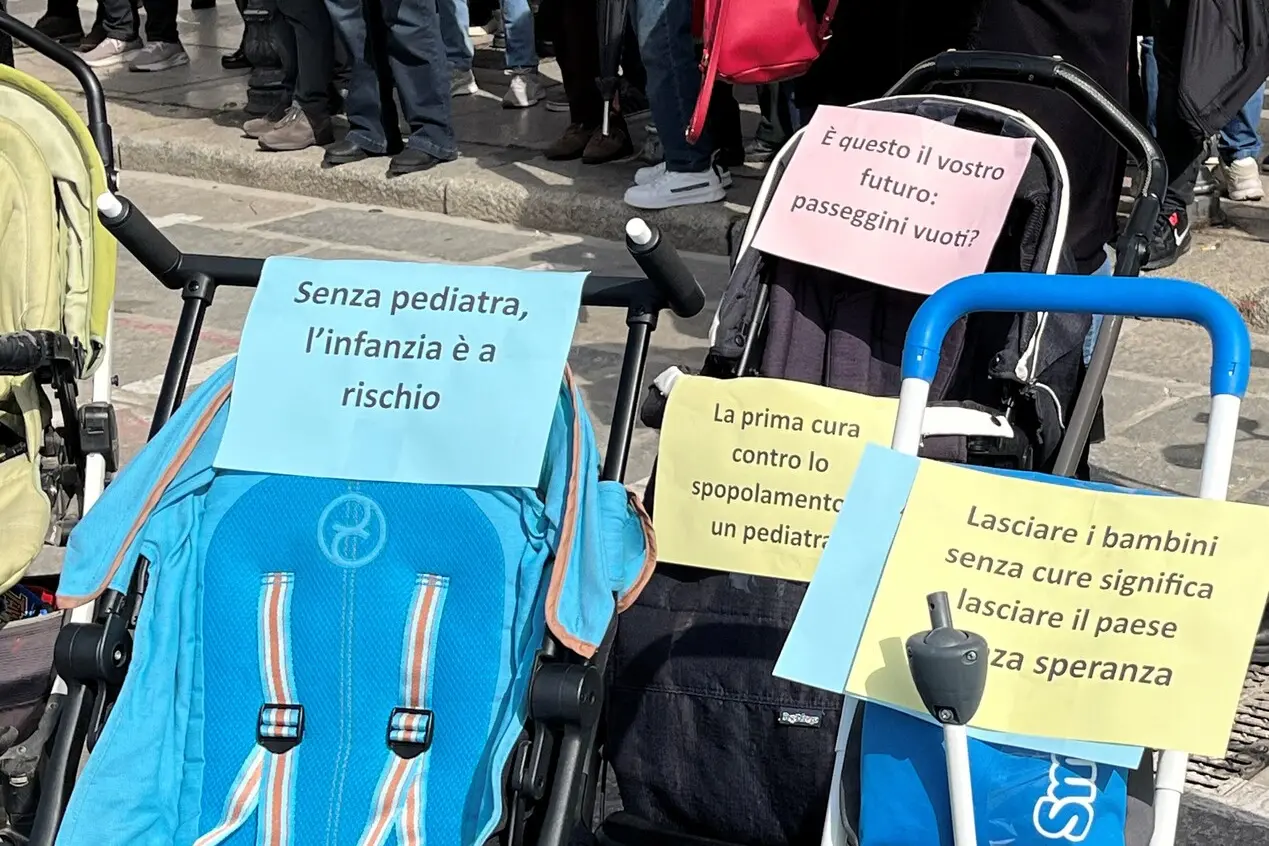 Senza pediatra,
l'infanzia è a
rischio
È questo il vostro
futuro:
passeggini vuoti?
La prima cura
contro lo
spopolamento
un pediatra
Lasciare i bambini
senza cure significa
lasciare il paese
za speranza
Sm